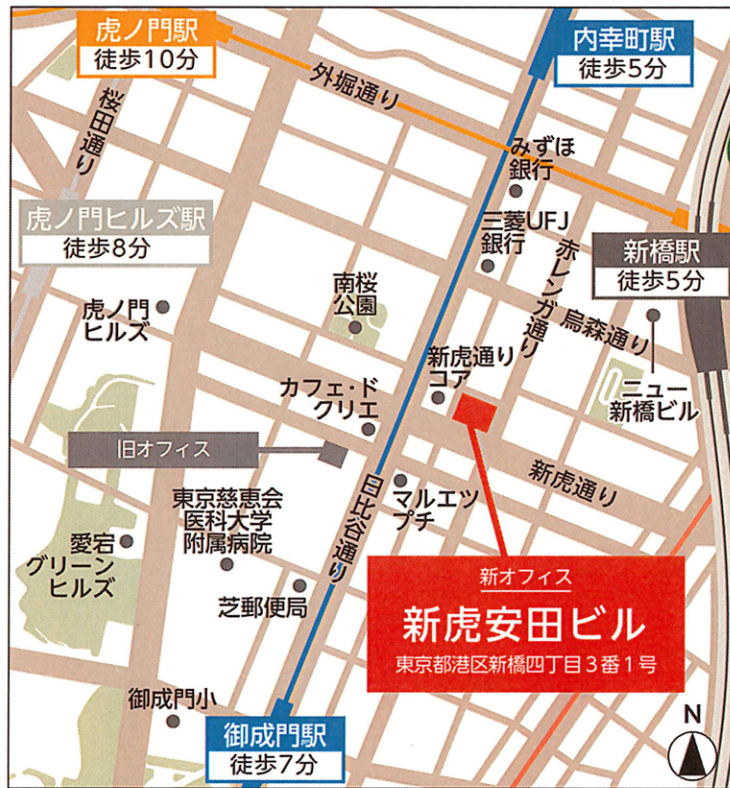 虎ノ門駅
徒歩10分
内幸町駅
徒歩5分
外堀通り
桜田通り
みずほ
銀行
三菱UFJ
銀行
虎ノ門ヒルズ駅
徒歩8分
赤レンガ通り
新橋駅
徒歩5分
南桜
公園
虎ノ門
ヒルズ
烏森通り
新虎通り
コア
カフェ・ド
クリエ
ニュー
新橋ビル
旧オフィス
新虎通り
日比谷通り
マルエツ
プチ
東京慈恵会
医科大学
附属病院
愛宕
グリーン
ヒルズ
芝郵便局
新オフィス
新虎安田ビル
東京都港区新橋四丁目3番1号
御成門小
御成門駅
徒歩7分
N